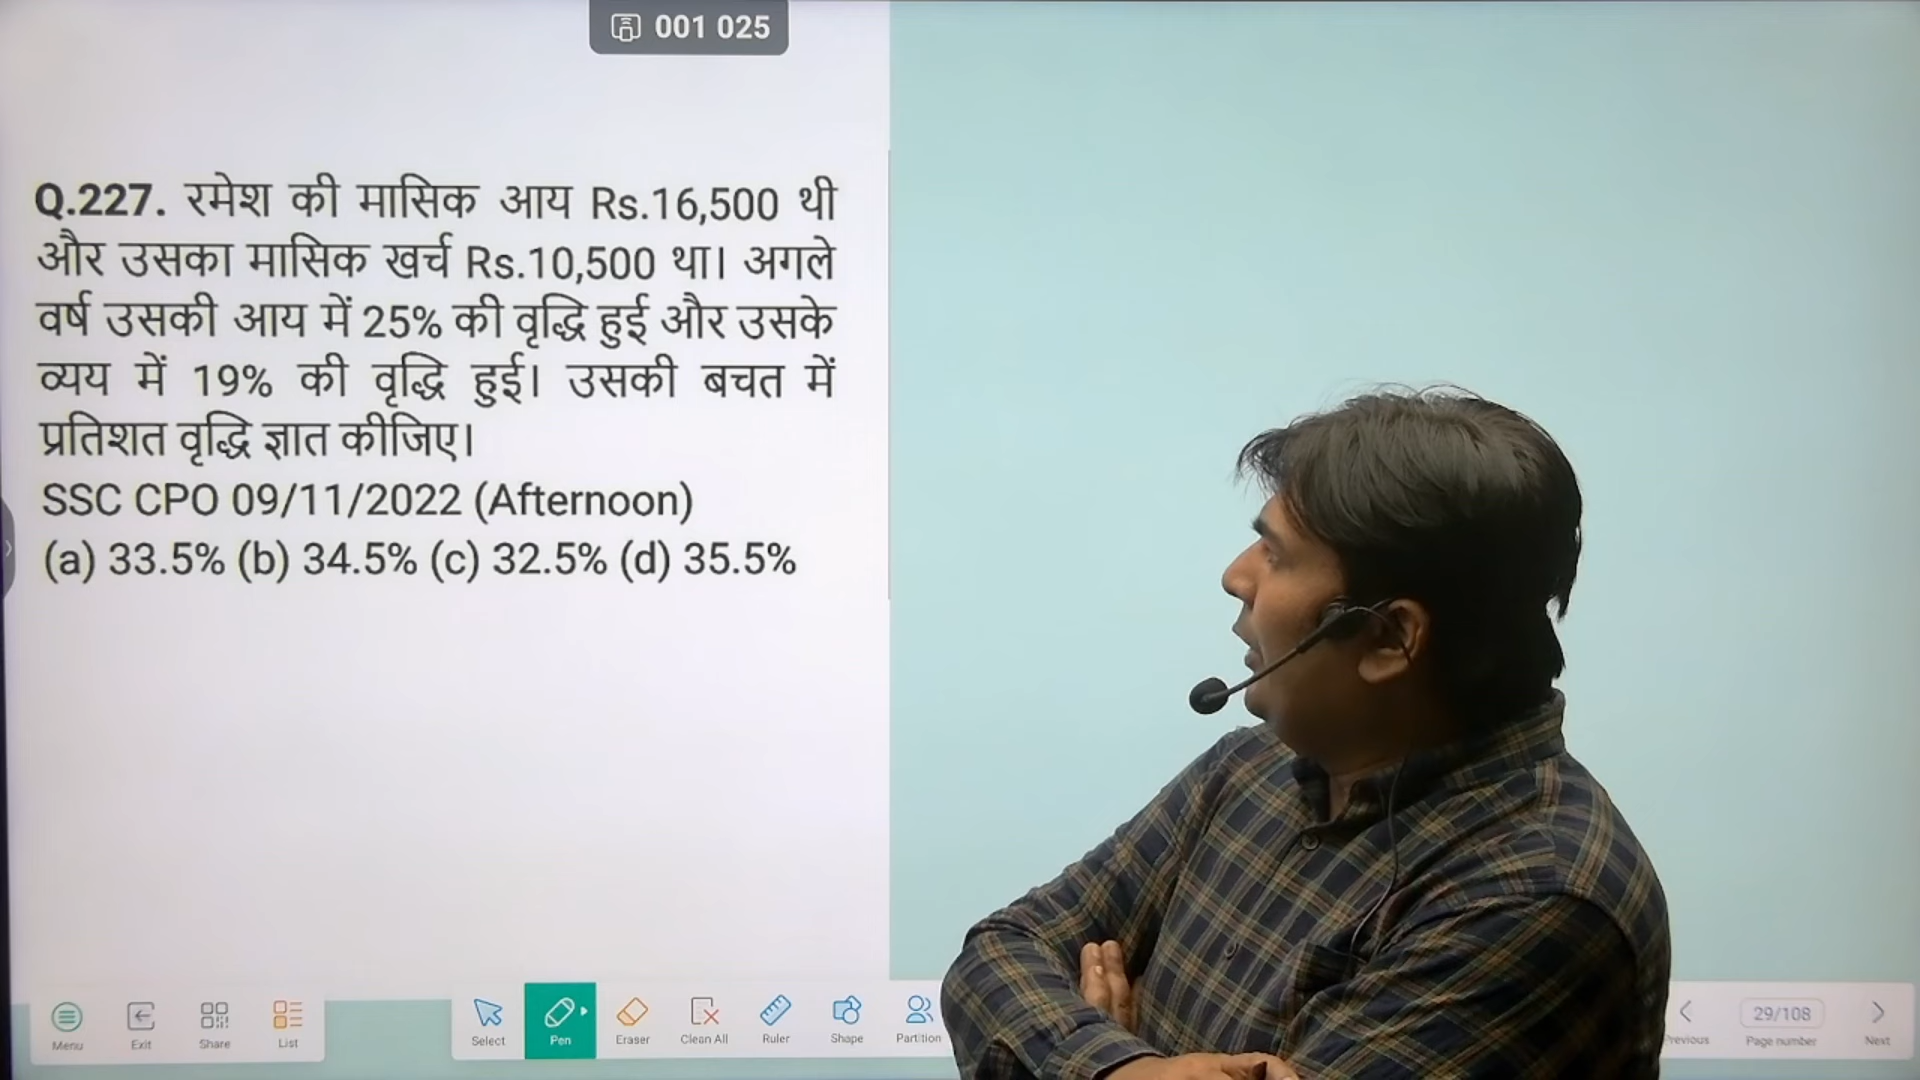 001 025
Q.227. रमेश की मासिक आय Rs.16,500 थी
और उसका मासिक खर्च Rs.10,500 था। अगले
वर्ष उसकी आय में 25% की वृद्धि हुई और उसके
व्यय में 19% की वृद्धि हुई। उसकी बचत में
प्रतिशत वृद्धि ज्ञात कीजिए।
SSC CPO 09/11/2022 (Afternoon)
(a) 33.5% (b) 34.5% (c) 32.5% (d) 35.5%
Menu Exit Share List Select Pen Eraser Clean All Ruler Shape Partition
29/108
Previous Page number Next